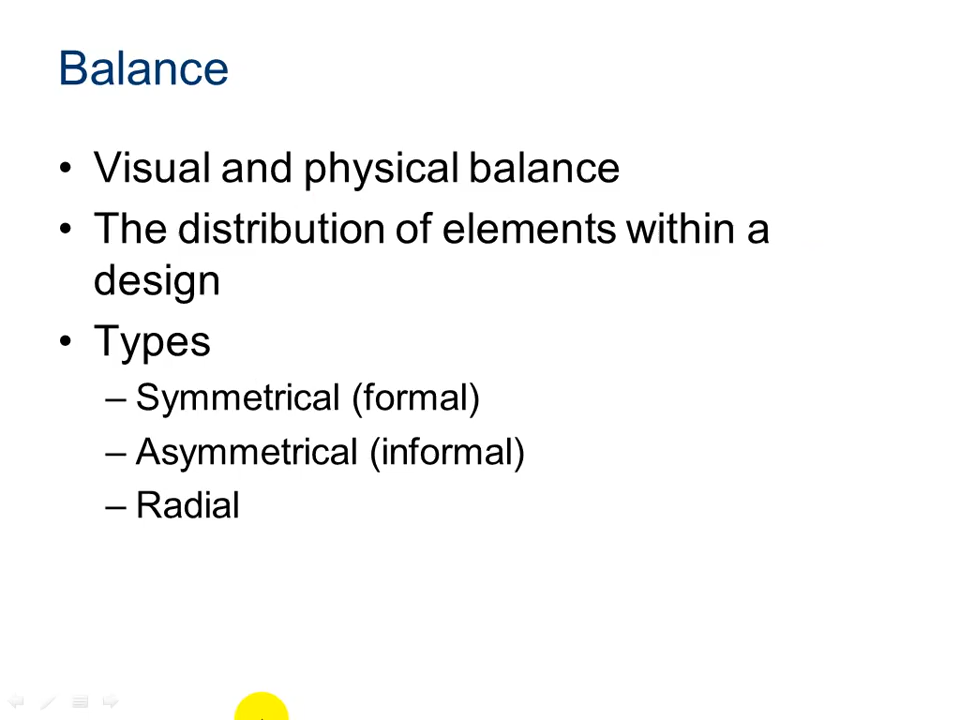 Balance
• Visual and physical balance
• The distribution of elements within a
design
• Types
– Symmetrical (formal)
– Asymmetrical (informal)
– Radial